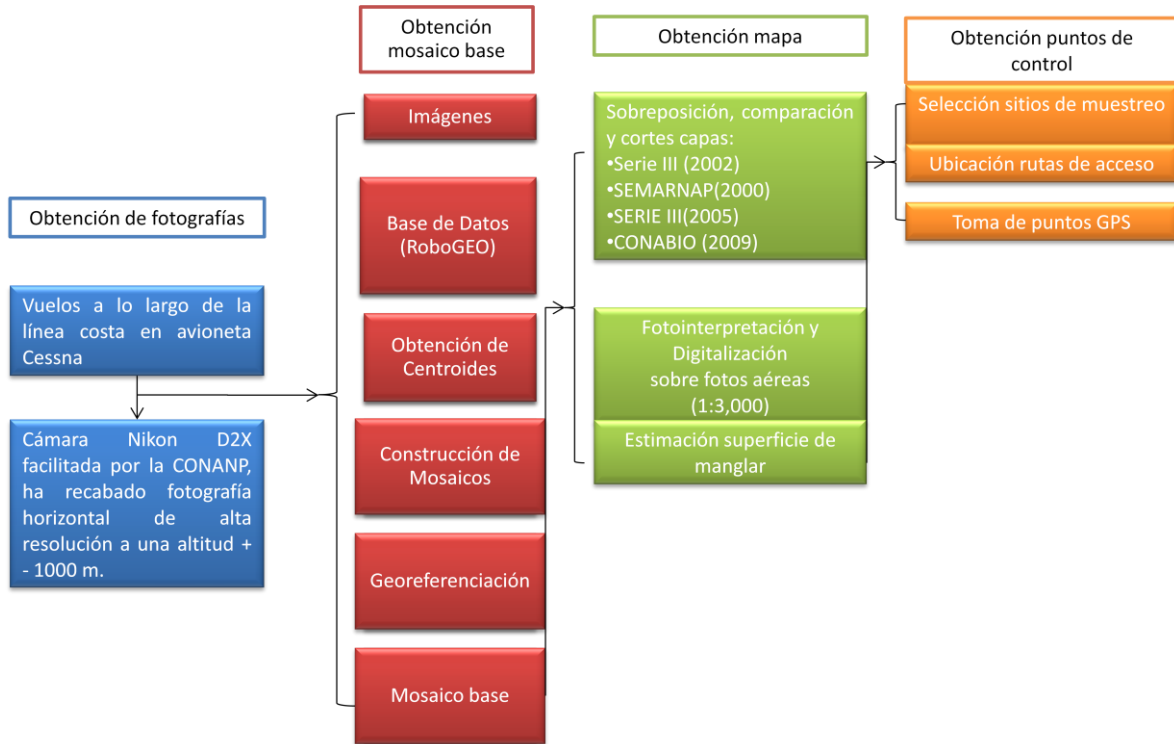 Obtención de fotografías
Vuelos a lo largo de la
línea costa en avioneta
Cessna
Cámara Nikon D2X
facilitada por la CONANP,
ha recabado fotografía
horizontal de alta
resolución a una altitud +
- 1000 m.
Obtención
mosaico base
Imágenes
Base de Datos
(RoboGEO)
Obtención de
Centroides
Construcción de
Mosaicos
Georeferenciación
Mosaico base
Obtención mapa
Sobreposición, comparación
y cortes capas:
•Serie III (2002)
•SEMARNAP(2000)
•SERIE III(2005)
•CONABIO (2009)
Fotointerpretación y
Digitalización
sobre fotos aéreas
(1:3,000)
Estimación superficie de
manglar
Obtención puntos de
control
Selección sitios de muestreo
Ubicación rutas de acceso
Toma de puntos GPS